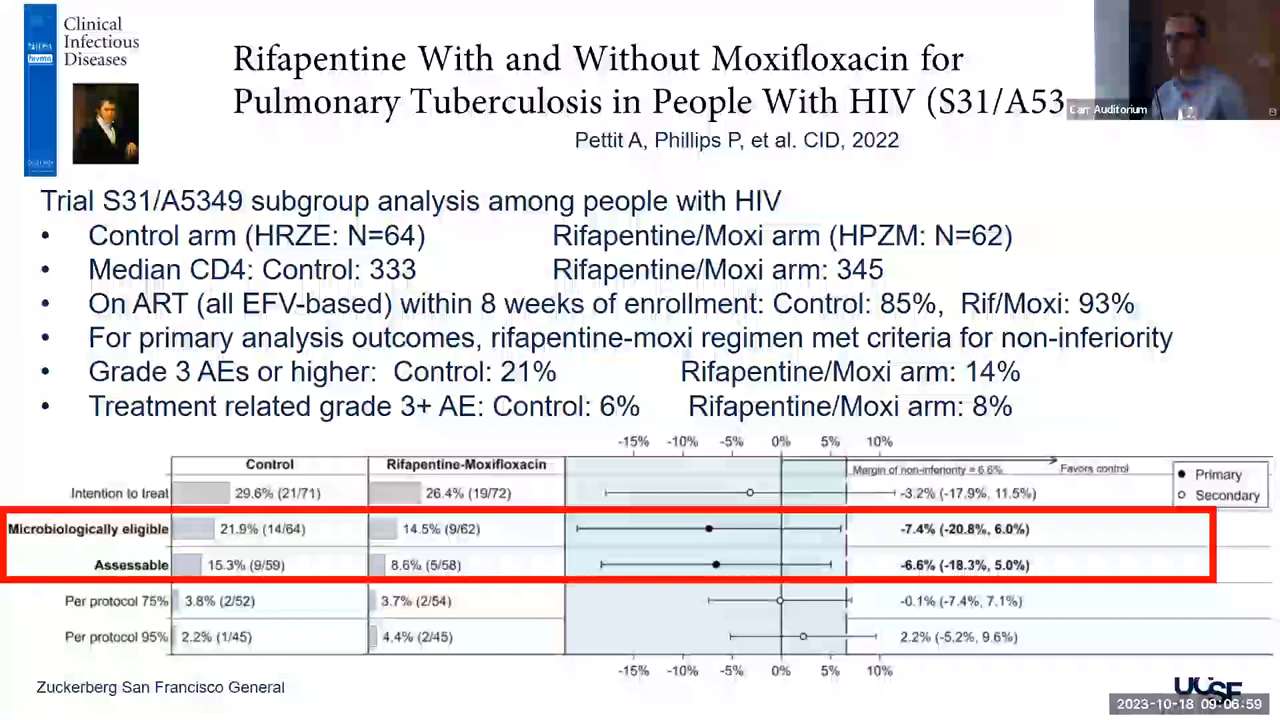 Clinical
Infectious
Diseases
Rifapentine With and Without Moxifloxacin for
Pulmonary Tuberculosis in People With HIV (S31/A53
Pettit A, Phillips P, et al. CID, 2022
Carr Auditorium
Trial S31/A5349 subgroup analysis among people with HIV
• Control arm (HRZE: N=64) Rifapentine/Moxi arm (HPZM: N=62)
• Median CD4: Control: 333 Rifapentine/Moxi arm: 345
• On ART (all EFV-based) within 8 weeks of enrollment: Control: 85%, Rif/Moxi: 93%
• For primary analysis outcomes, rifapentine-moxi regimen met criteria for non-inferiority
• Grade 3 AEs or higher: Control: 21% Rifapentine/Moxi arm: 14%
• Treatment related grade 3+ AE: Control: 6% Rifapentine/Moxi arm: 8%
-15% -10% -5% 0% 5% 10%
Control Rifapentine-Moxifloxacin
Margin of non-inferiority = 6.6% Favors control
Primary
Secondary
Intention to treat 29.6% (21/71) 26.4% (19/72) -3.2% (-17.9%, 11.5%)
Microbiologically eligible 21.9% (14/64) 14.5% (9/62) -7.4% (-20.8%, 6.0%)
Assessable 15.3% (9/59) 8.6% (5/58) -6.6% (-18.3%, 5.0%)
Per protocol 75% 3.8% (2/52) 3.7% (2/54) -0.1% (-7.4%, 7.1%)
Per protocol 95% 2.2% (1/45) 4.4% (2/45) 2.2% (-5.2%, 9.6%)
-15% -10% -5% 0% 5% 10%
Zuckerberg San Francisco General
UCSF
2023-10-18 09:06:59